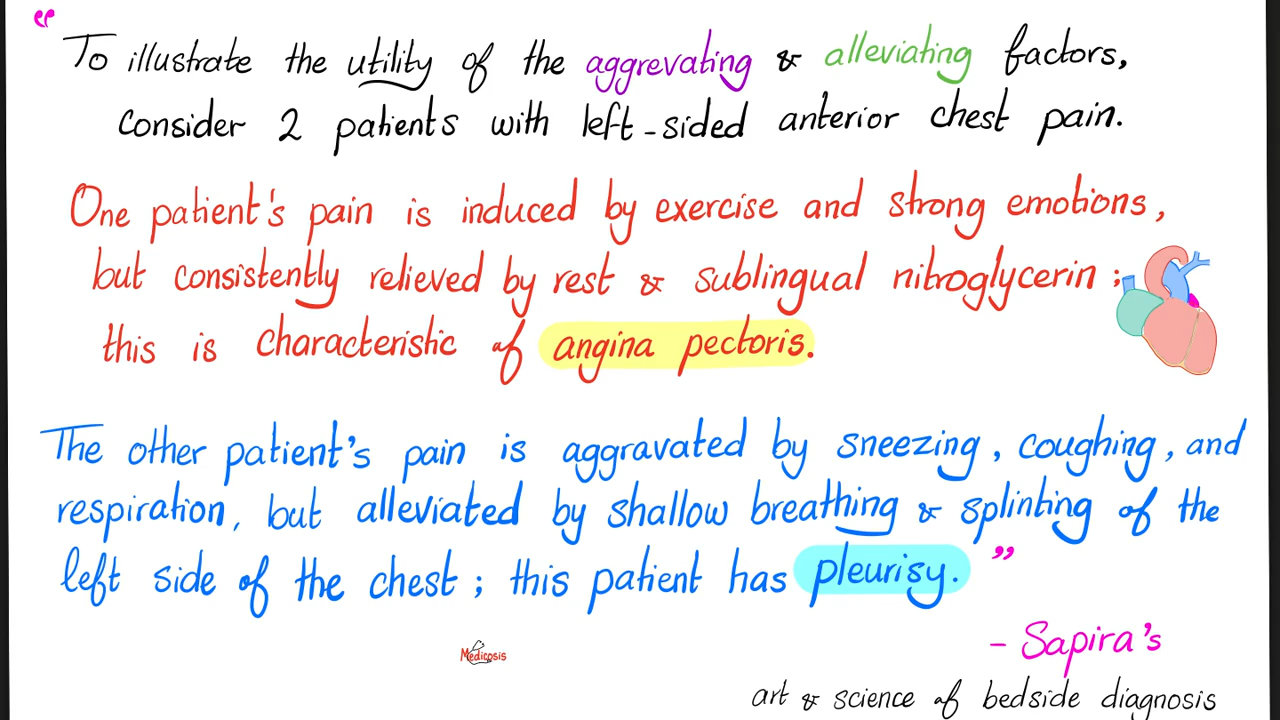 “
To illustrate the utility of the aggrevating & alleviating factors,
consider 2 patients with left-sided anterior chest pain.
One patient's pain is induced by exercise and strong emotions,
but consistently relieved by rest & sublingual nitroglycerin;
this is characteristic of angina pectoris.
The other patient's pain is aggravated by sneezing, coughing, and
respiration, but alleviated by shallow breathing & splinting of the
left side of the chest; this patient has pleurisy. ”
- Sapira's
Medicosis
art & science of bedside diagnosis